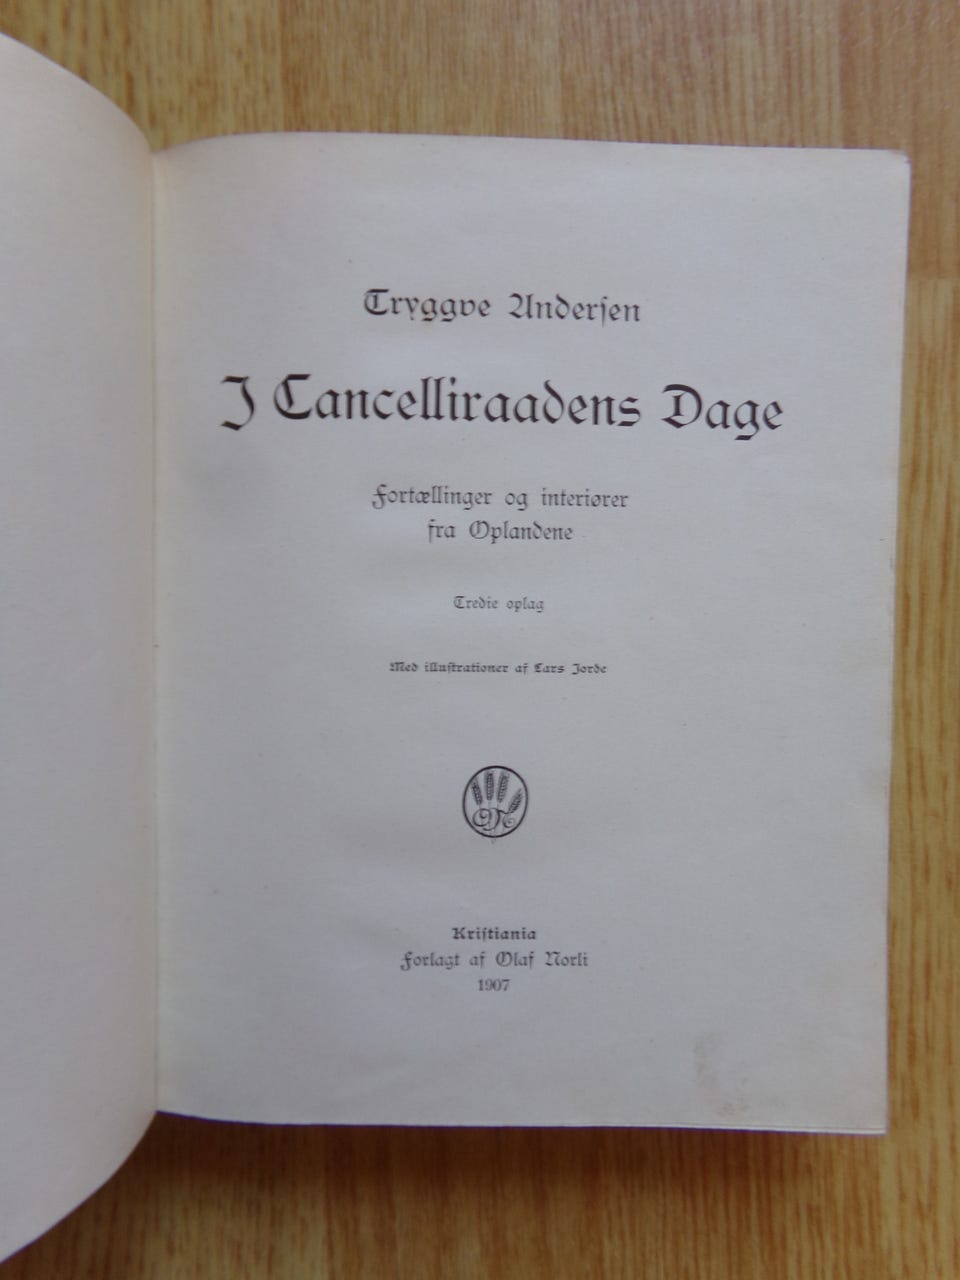 Tryggve Andersen
I Cancelliraadens Dage
Fortællinger og interiører
fra Oplandene
Tredie oplag
Med illustrationer af Lars Jorde
ON
Kristiania
Forlagt af Olaf Norli
1907